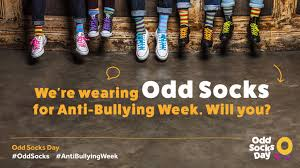 We're wearing Odd Socks
for Anti-Bullying Week. Will you?
Odd Socks Day
#OddSocks #AntiBullyingWeek
Odd
Socks
Day